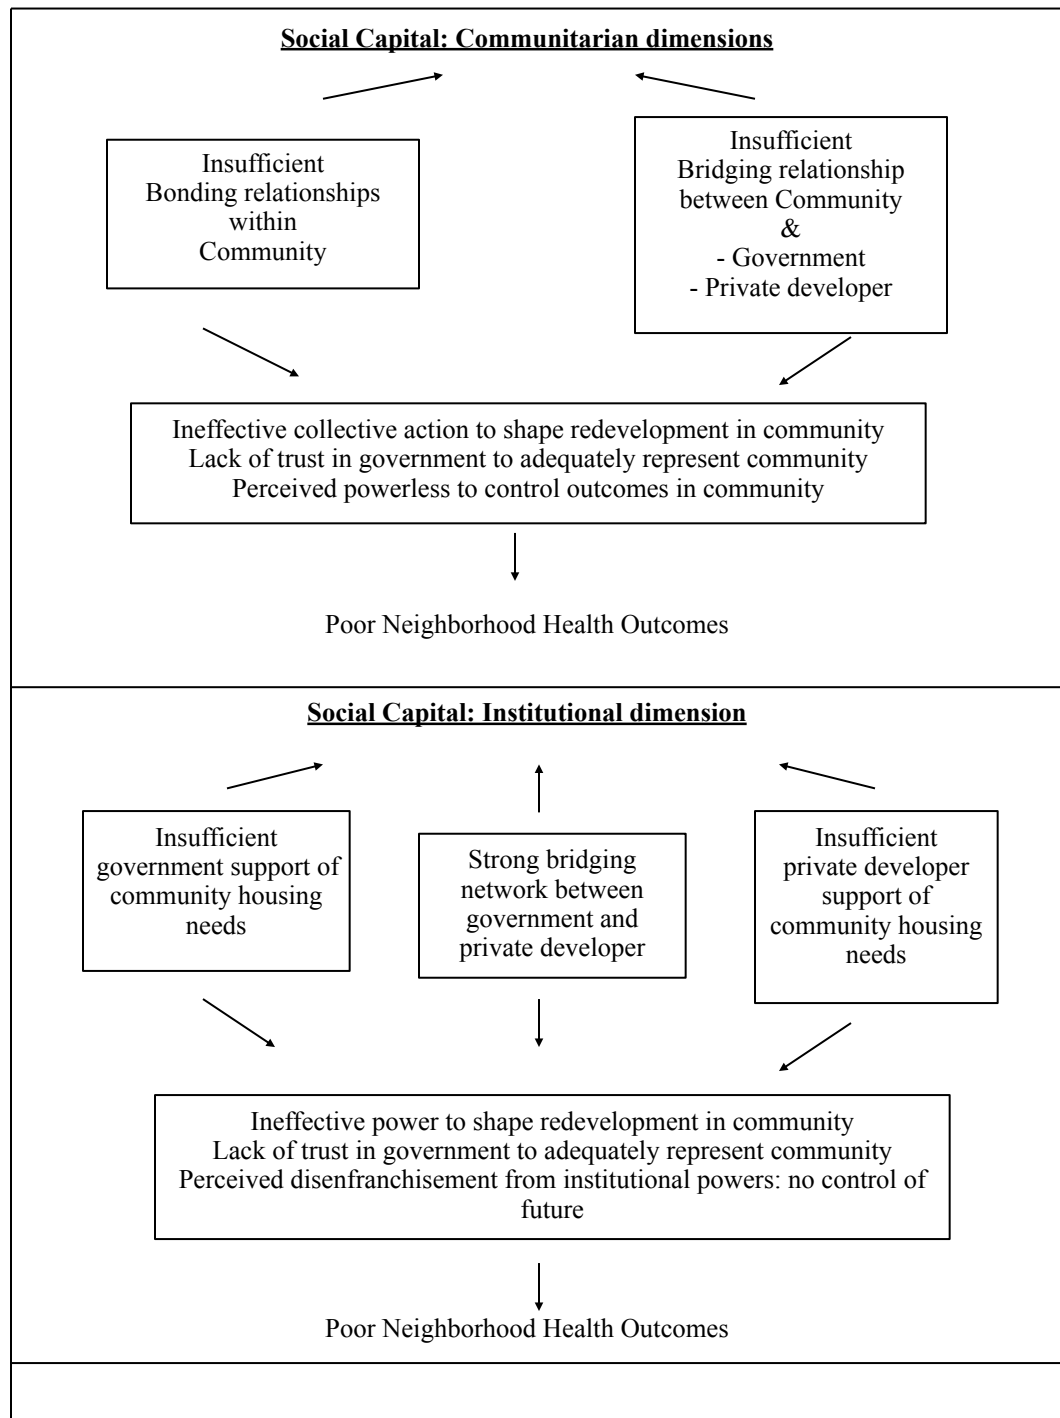 Social Capital: Communitarian dimensions
Insufficient
Bonding relationships
within
Community
Insufficient
Bridging relationship
between Community
&
- Government
- Private developer
Ineffective collective action to shape redevelopment in community
Lack of trust in government to adequately represent community
Perceived powerless to control outcomes in community
Poor Neighborhood Health Outcomes
Social Capital: Institutional dimension
Insufficient
government support of
community housing
needs
Strong bridging
network between
government and
private developer
Insufficient
private developer
support of
community housing
needs
Ineffective power to shape redevelopment in community
Lack of trust in government to adequately represent community
Perceived disenfranchisement from institutional powers: no control of
future
Poor Neighborhood Health Outcomes